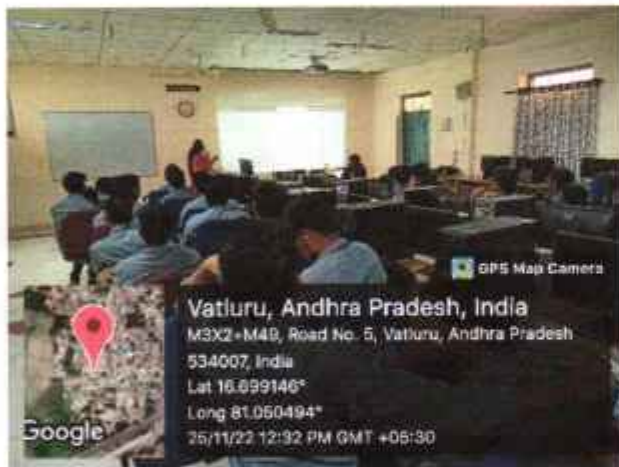 GPS Map Camera
Vatluru, Andhra Pradesh, India
M3X2+M49, Road No. 5, Vatluru, Andhra Pradesh
534007, India
Lat 16.699146°
Long 81.050494°
25/11/22 12:32 PM GMT +05:30
Google